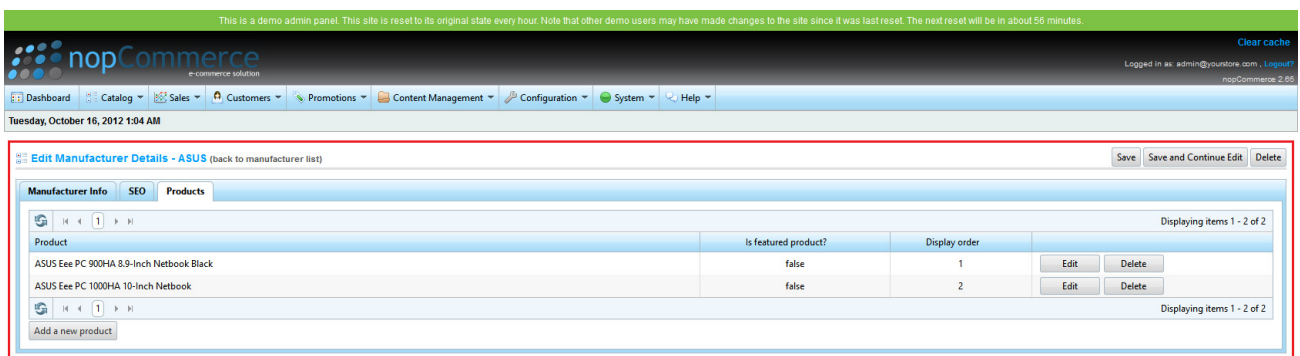 This is a demo admin panel. This site is reset to its original state every hour. Note that other demo users may have made changes to the site since it was last reset. The next reset will be in about 56 minutes.
Clear cache
nopCommerce
e-commerce solution
Logged in as: admin@yourstore.com , Logout?
nopCommerce 2.65
Dashboard Catalog Sales Customers Promotions Content Management Configuration System Help
Tuesday, October 16, 2012 1:04 AM
Edit Manufacturer Details - ASUS (back to manufacturer list) Save Save and Continue Edit Delete
Manufacturer Info SEO Products
1 Displaying items 1 - 2 of 2
Product Is featured product? Display order
ASUS Eee PC 900HA 8.9-Inch Netbook Black false 1 Edit Delete
ASUS Eee PC 1000HA 10-Inch Netbook false 2 Edit Delete
1 Displaying items 1 - 2 of 2
Add a new product